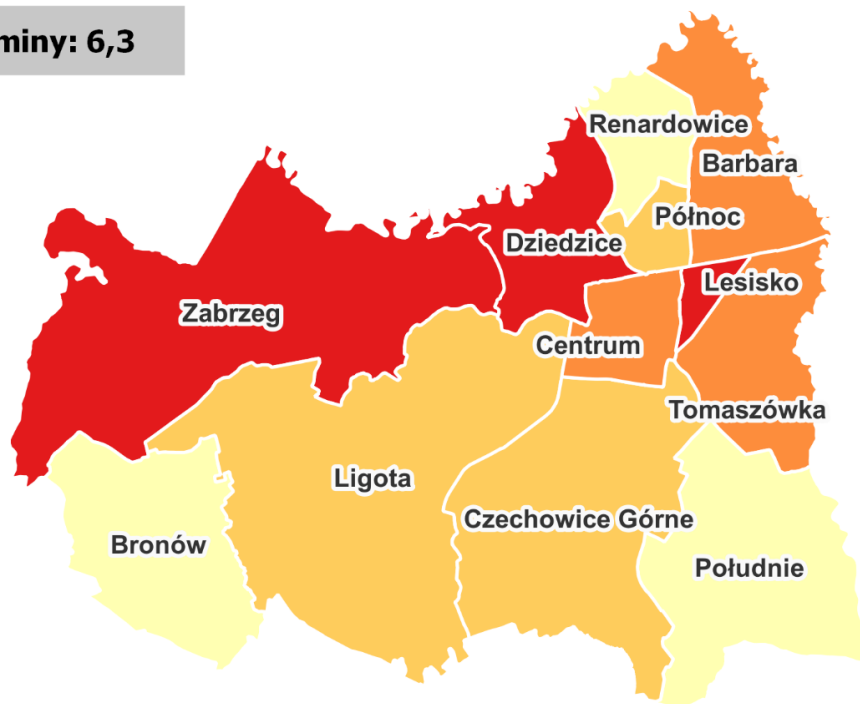 miny: 6,3
Renardowice
Barbara
Północ
Dziedzice
Lesisko
Zabrzeg
Centrum
Tomaszówka
Ligota
Czechowice Górne
Bronów
Południe